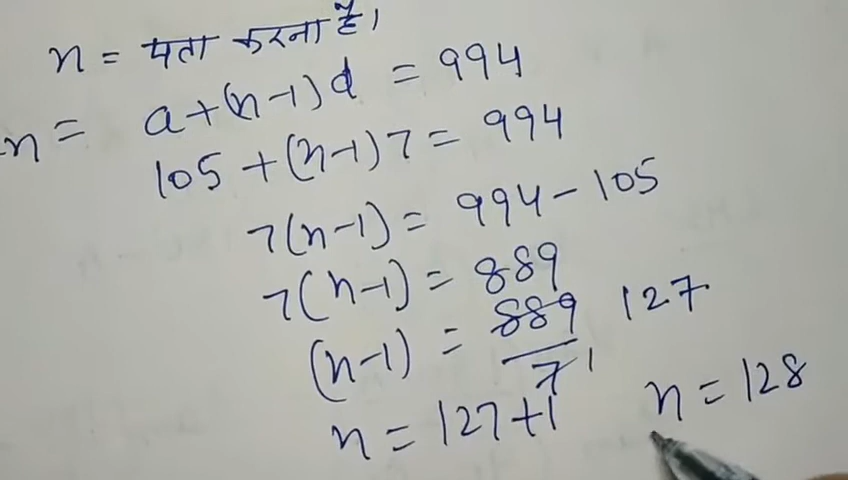 n = पता करना है।
n = a+(n-1)d = 994
105 + (n-1)7 = 994
7(n-1) = 994-105
7(n-1) = 889
(n-1) = 889/7 1 127
n = 127+1 n = 128